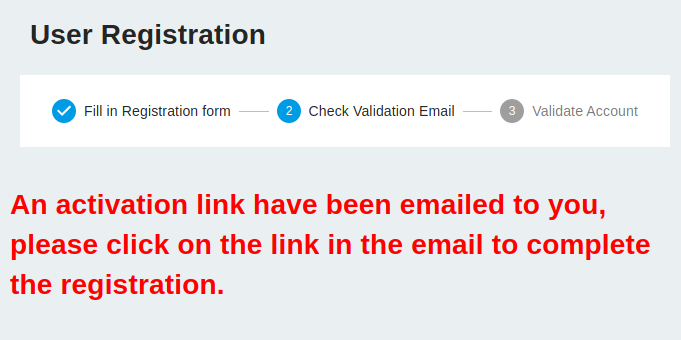 User Registration
Fill in Registration form 2 Check Validation Email 3 Validate Account
An activation link have been emailed to you,
please click on the link in the email to complete
the registration.